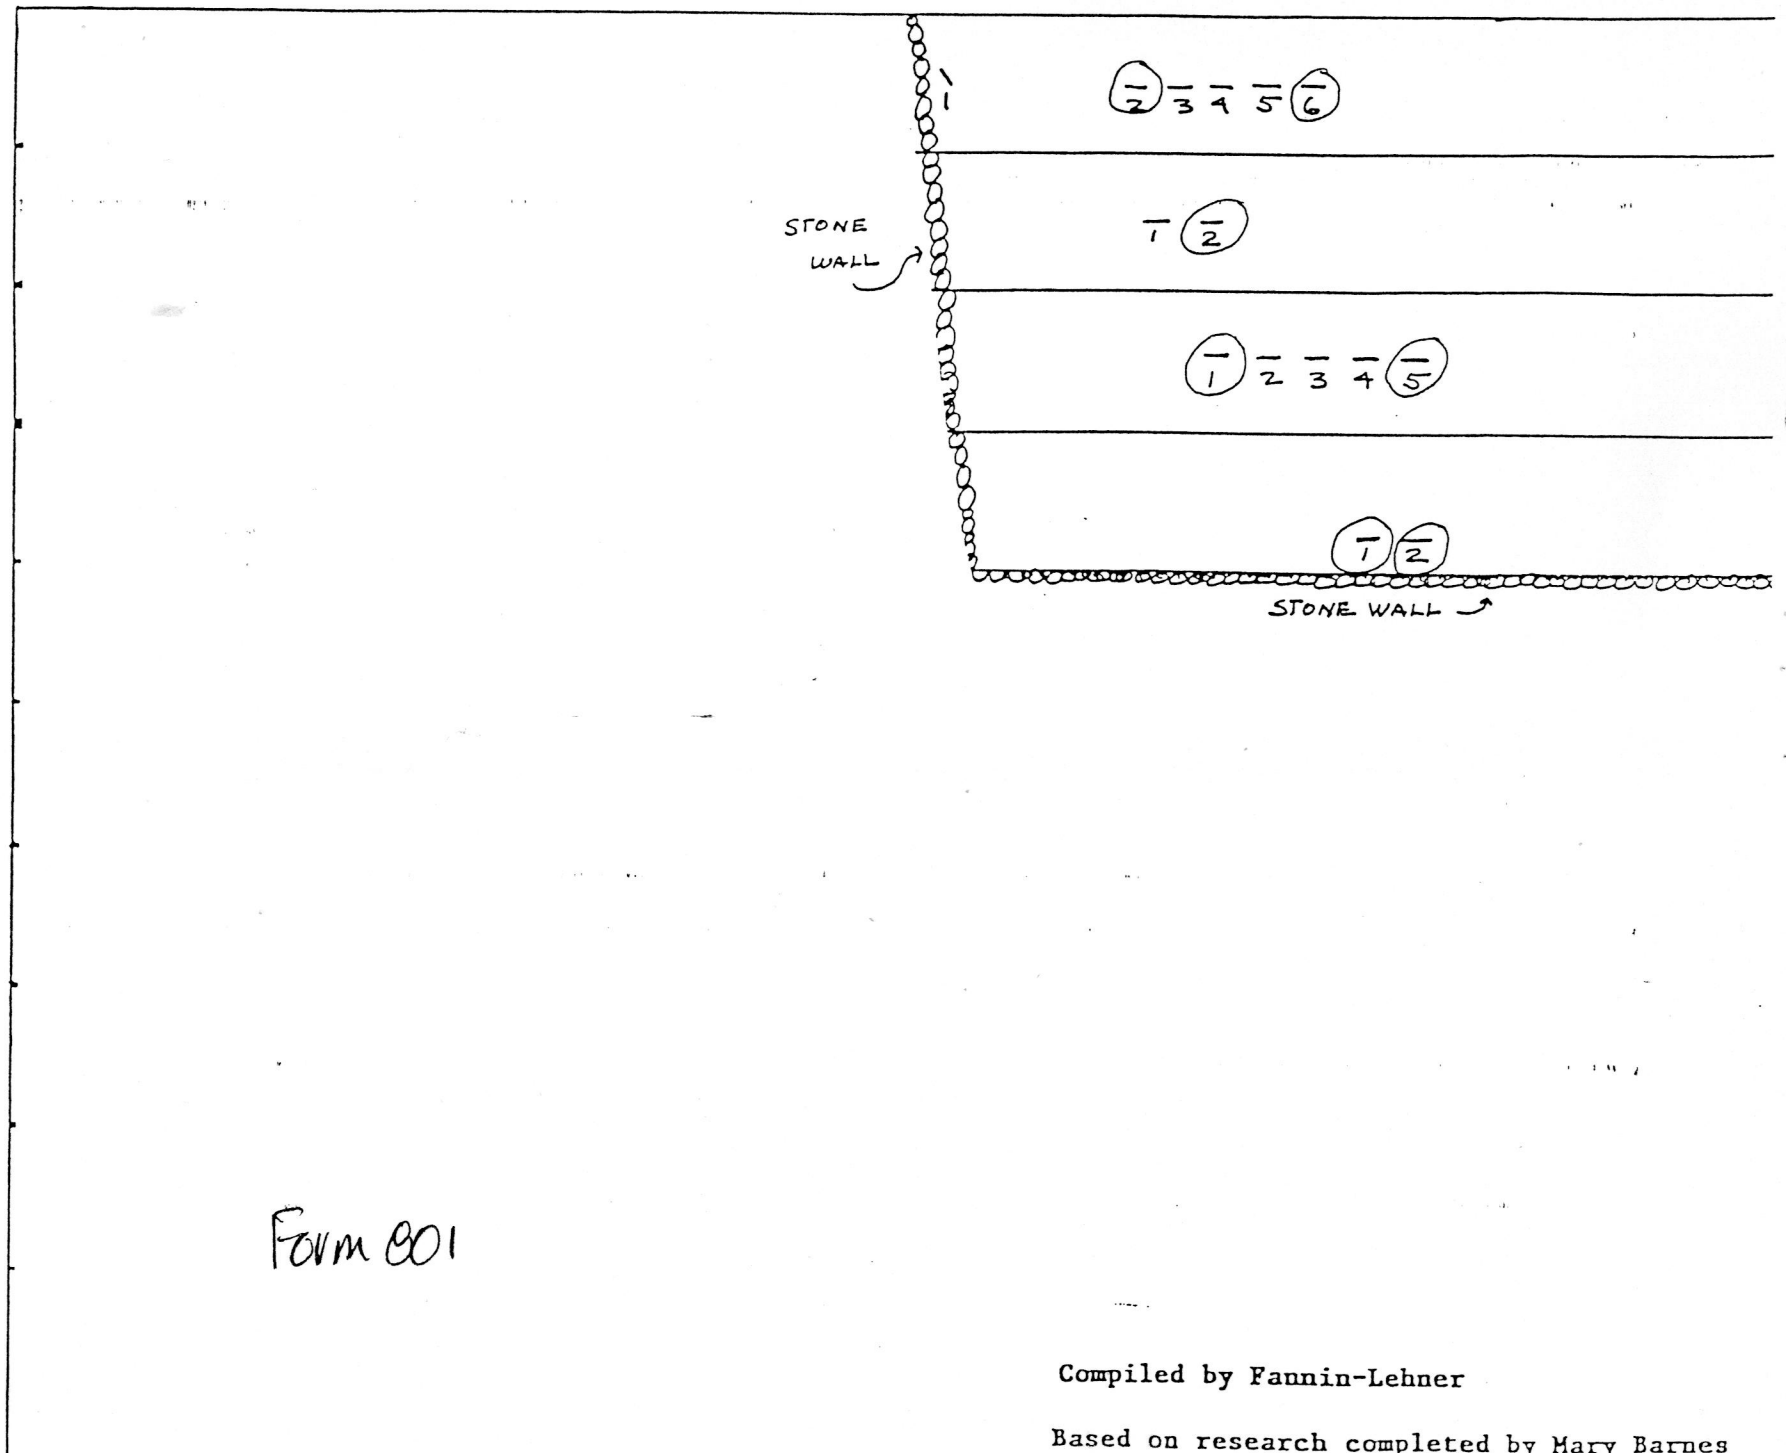 1 2 3 4 5 6
STONE
WALL
1 2
1 2 3 4 5
1 2
STONE WALL
Form 801
Compiled by Fannin-Lehner
Based on research completed by Mary Barnes